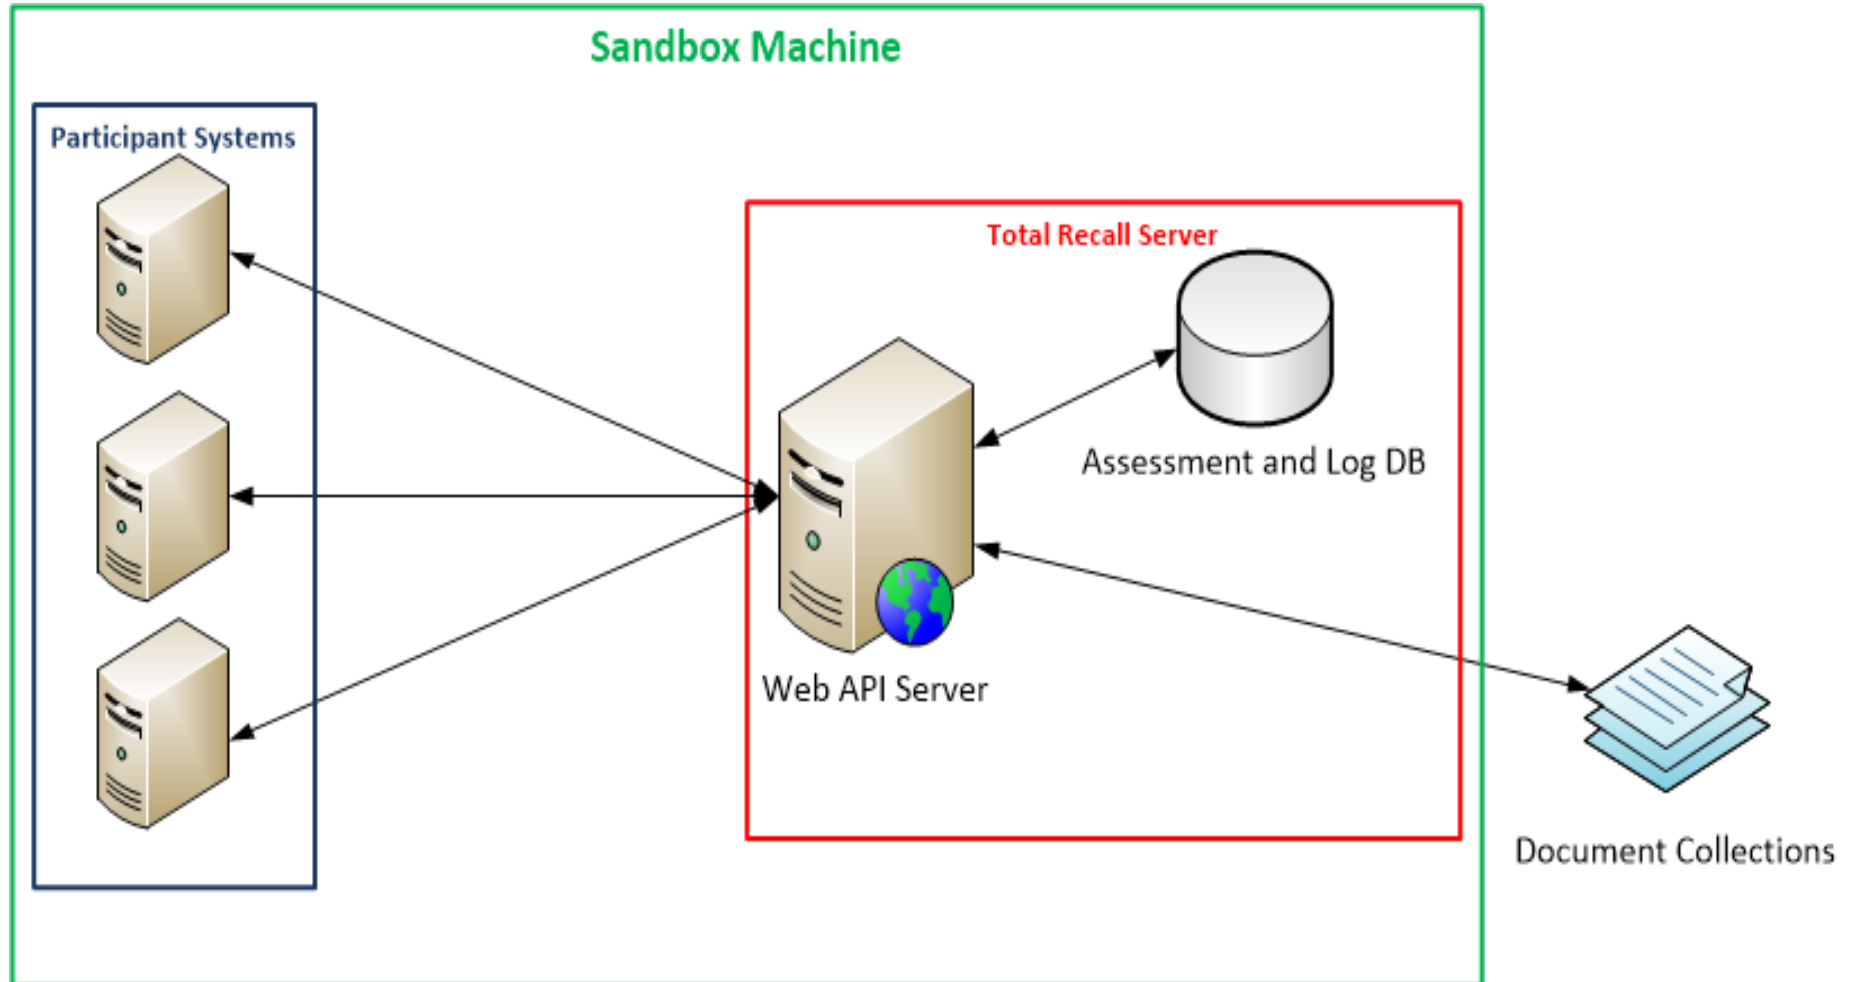 Sandbox Machine
Participant Systems
Total Recall Server
Assessment and Log DB
Web API Server
Document Collections